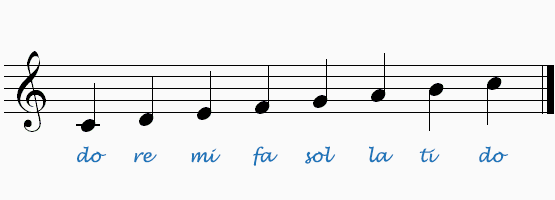 do re mi fa sol la ti do